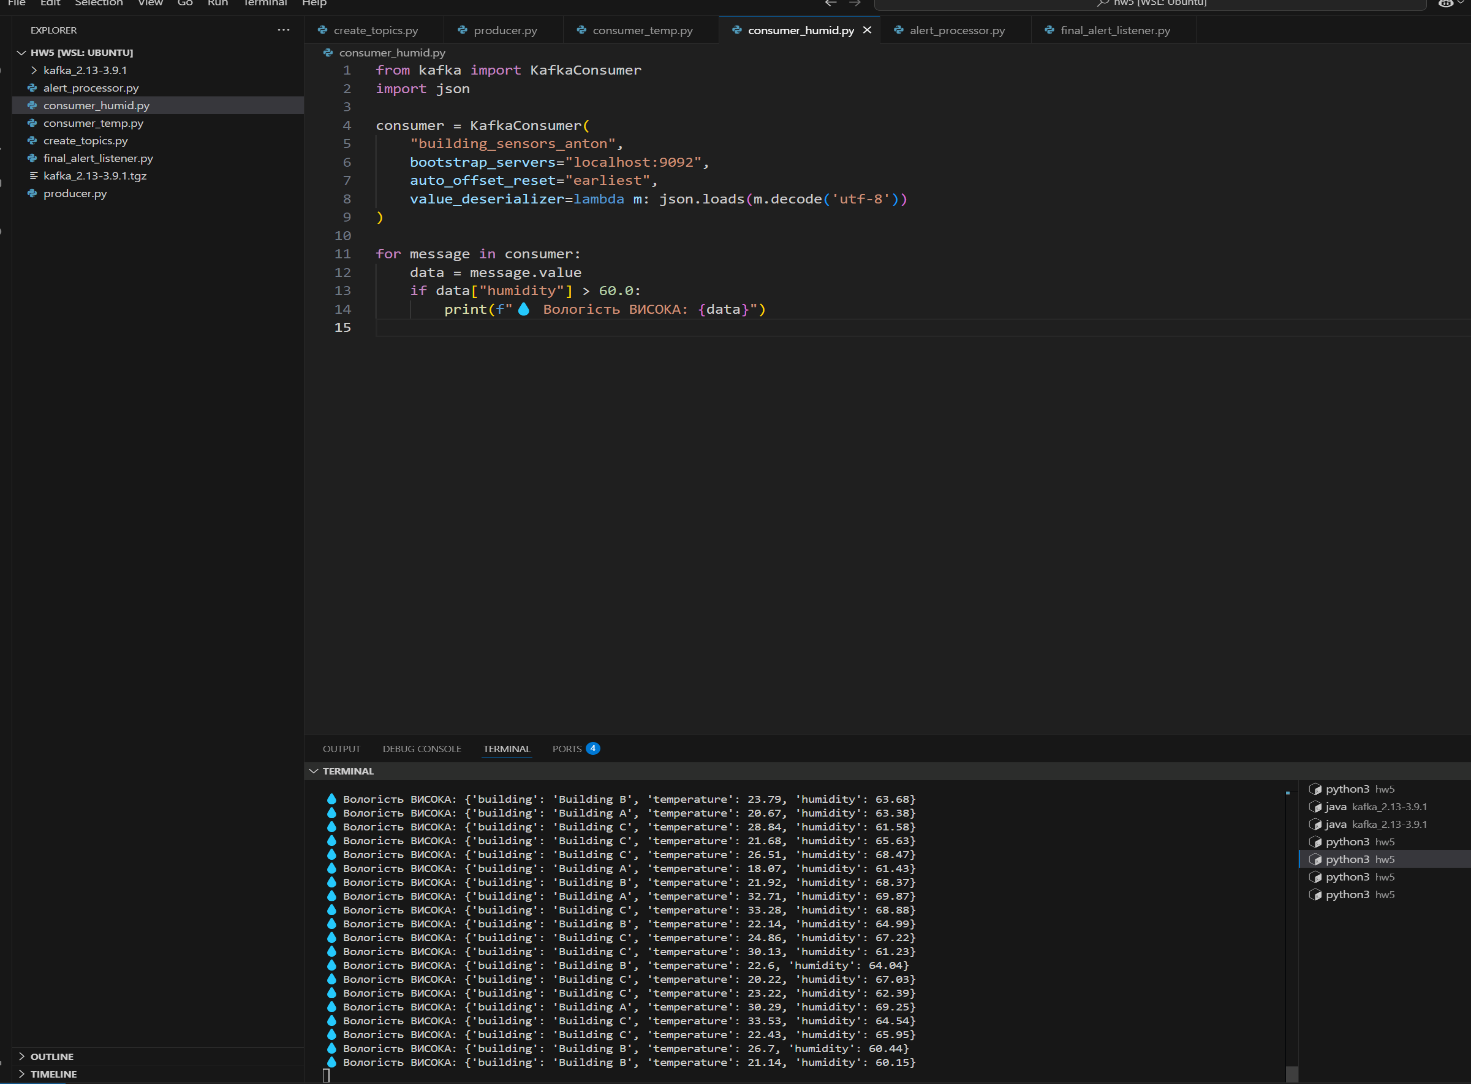 File Edit Selection View Go Run Terminal Help
hw5 [WSL: Ubuntu]
EXPLORER
HW5 [WSL: UBUNTU]
kafka_2.13-3.9.1
alert_processor.py
consumer_humid.py
consumer_temp.py
create_topics.py
final_alert_listener.py
kafka_2.13-3.9.1.tgz
producer.py
OUTLINE
TIMELINE
create_topics.py producer.py consumer_temp.py consumer_humid.py alert_processor.py final_alert_listener.py
consumer_humid.py
1 from kafka import KafkaConsumer
2 import json
3
4 consumer = KafkaConsumer(
5 "building_sensors_anton",
6 bootstrap_servers="localhost:9092",
7 auto_offset_reset="earliest",
8 value_deserializer=lambda m: json.loads(m.decode('utf-8'))
9 )
10
11 for message in consumer:
12 data = message.value
13 if data["humidity"] > 60.0:
14 print(f"💧 Вологість ВИСОКА: {data}")
15
OUTPUT DEBUG CONSOLE TERMINAL PORTS 4
TERMINAL
💧 Вологість ВИСОКА: {'building': 'Building B', 'temperature': 23.79, 'humidity': 63.68}
💧 Вологість ВИСОКА: {'building': 'Building A', 'temperature': 20.67, 'humidity': 63.38}
💧 Вологість ВИСОКА: {'building': 'Building C', 'temperature': 28.84, 'humidity': 61.58}
💧 Вологість ВИСОКА: {'building': 'Building C', 'temperature': 21.68, 'humidity': 65.63}
💧 Вологість ВИСОКА: {'building': 'Building C', 'temperature': 26.51, 'humidity': 68.47}
💧 Вологість ВИСОКА: {'building': 'Building A', 'temperature': 18.07, 'humidity': 61.43}
💧 Вологість ВИСОКА: {'building': 'Building B', 'temperature': 21.92, 'humidity': 68.37}
💧 Вологість ВИСОКА: {'building': 'Building A', 'temperature': 32.71, 'humidity': 69.87}
💧 Вологість ВИСОКА: {'building': 'Building C', 'temperature': 33.28, 'humidity': 68.88}
💧 Вологість ВИСОКА: {'building': 'Building B', 'temperature': 22.14, 'humidity': 64.99}
💧 Вологість ВИСОКА: {'building': 'Building C', 'temperature': 24.86, 'humidity': 67.22}
💧 Вологість ВИСОКА: {'building': 'Building C', 'temperature': 30.13, 'humidity': 61.23}
💧 Вологість ВИСОКА: {'building': 'Building B', 'temperature': 22.6, 'humidity': 64.04}
💧 Вологість ВИСОКА: {'building': 'Building C', 'temperature': 20.22, 'humidity': 67.03}
💧 Вологість ВИСОКА: {'building': 'Building C', 'temperature': 23.22, 'humidity': 62.39}
💧 Вологість ВИСОКА: {'building': 'Building A', 'temperature': 30.29, 'humidity': 69.25}
💧 Вологість ВИСОКА: {'building': 'Building C', 'temperature': 33.53, 'humidity': 64.54}
💧 Вологість ВИСОКА: {'building': 'Building C', 'temperature': 22.43, 'humidity': 65.95}
💧 Вологість ВИСОКА: {'building': 'Building B', 'temperature': 26.7, 'humidity': 60.44}
💧 Вологість ВИСОКА: {'building': 'Building B', 'temperature': 21.14, 'humidity': 60.15}
python3 hw5
java kafka_2.13-3.9.1
java kafka_2.13-3.9.1
python3 hw5
python3 hw5
python3 hw5
python3 hw5